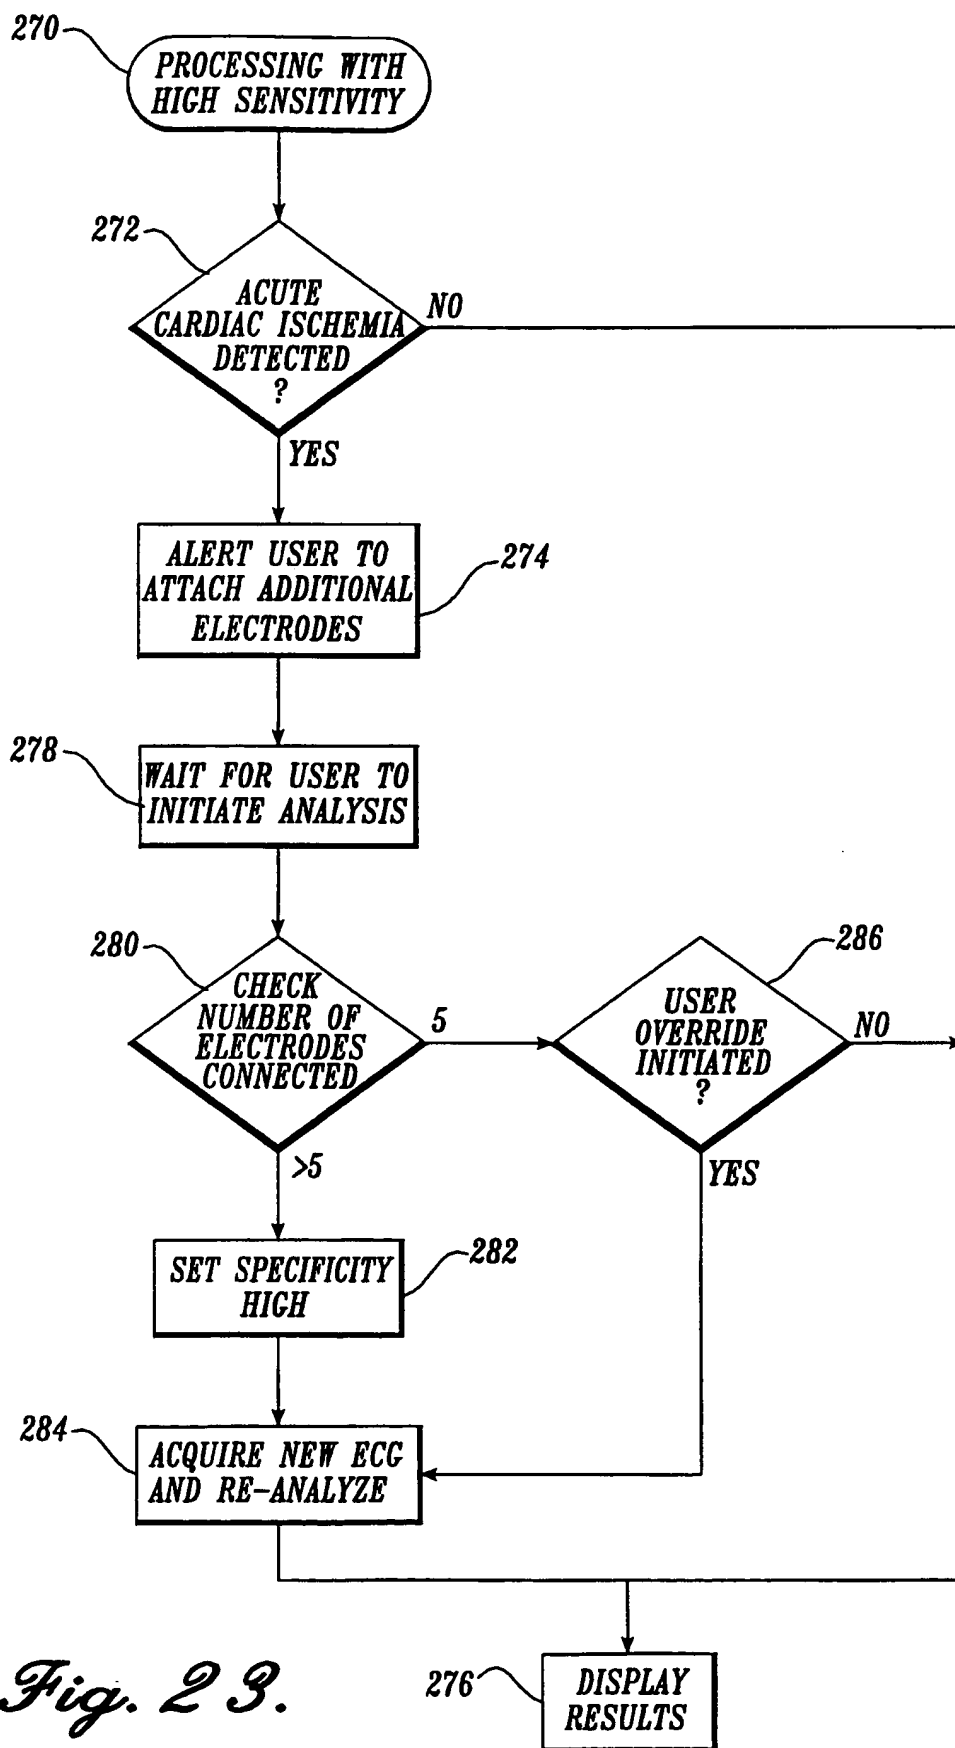 270
PROCESSING WITH
HIGH SENSITIVITY
272
ACUTE
CARDIAC ISCHEMIA
DETECTED
?
NO
YES
ALERT USER TO
ATTACH ADDITIONAL
ELECTRODES
274
278
WAIT FOR USER TO
INITIATE ANALYSIS
280
CHECK
NUMBER OF
ELECTRODES
CONNECTED
5
>5
286
USER
OVERRIDE
INITIATED
?
NO
YES
SET SPECIFICITY
HIGH
282
284
ACQUIRE NEW ECG
AND RE-ANALYZE
276
DISPLAY
RESULTS
Fig. 23.